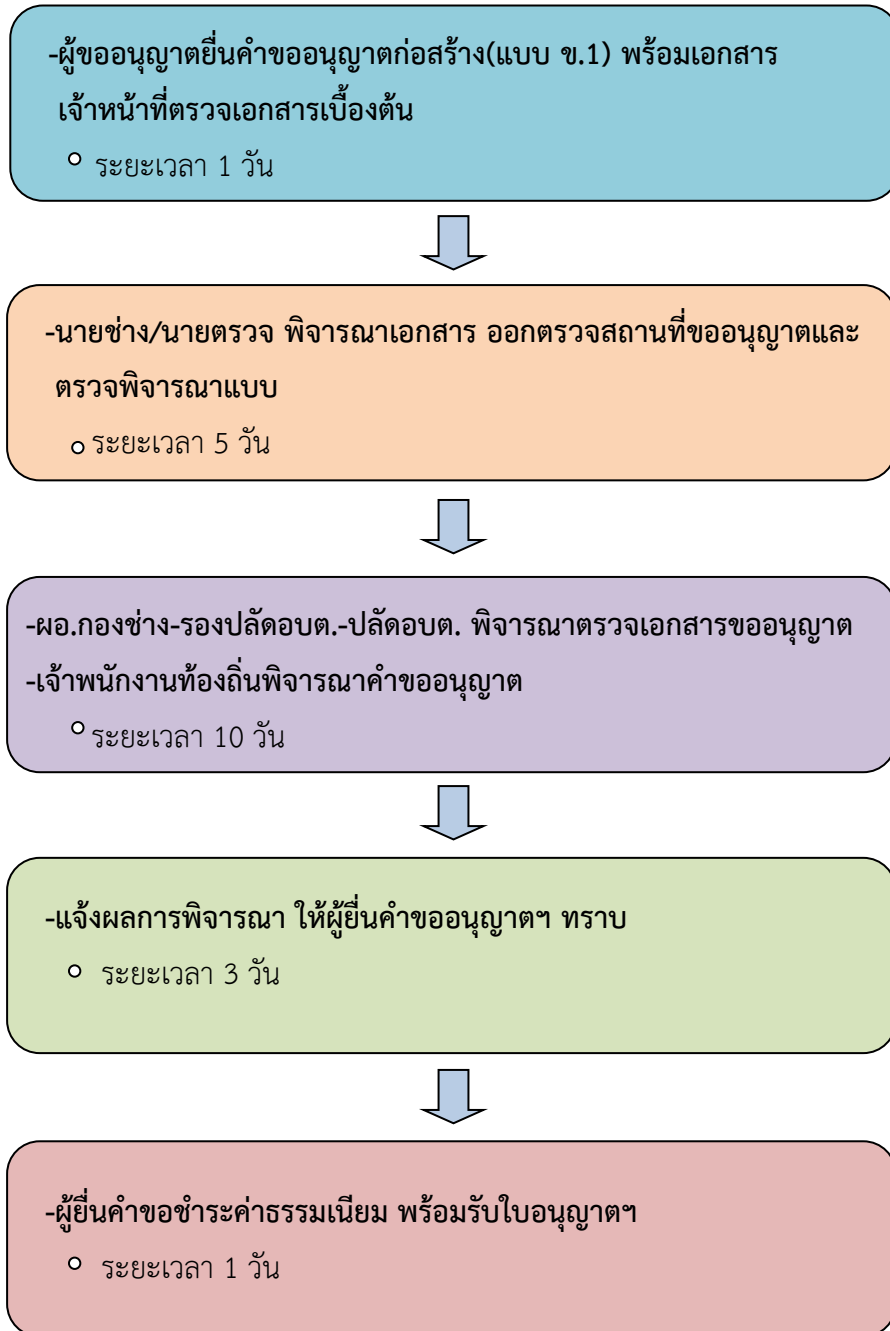 -ผู้ขออนุญาตยื่นคำขออนุญาตก่อสร้าง(แบบ ข.1) พร้อมเอกสาร
เจ้าหน้าที่ตรวจเอกสารเบื้องต้น
ระยะเวลา 1 วัน
-นายช่าง/นายตรวจ พิจารณาเอกสาร ออกตรวจสถานที่ขออนุญาตและ
ตรวจพิจารณาแบบ
ระยะเวลา 5 วัน
-ผอ.กองช่าง-รองปลัดอบต.-ปลัดอบต. พิจารณาตรวจเอกสารขออนุญาต
-เจ้าพนักงานท้องถิ่นพิจารณาคำขออนุญาต
ระยะเวลา 10 วัน
-แจ้งผลการพิจารณา ให้ผู้ยื่นคำขออนุญาตฯ ทราบ
ระยะเวลา 3 วัน
-ผู้ยื่นคำขอชำระค่าธรรมเนียม พร้อมรับใบอนุญาตฯ
ระยะเวลา 1 วัน